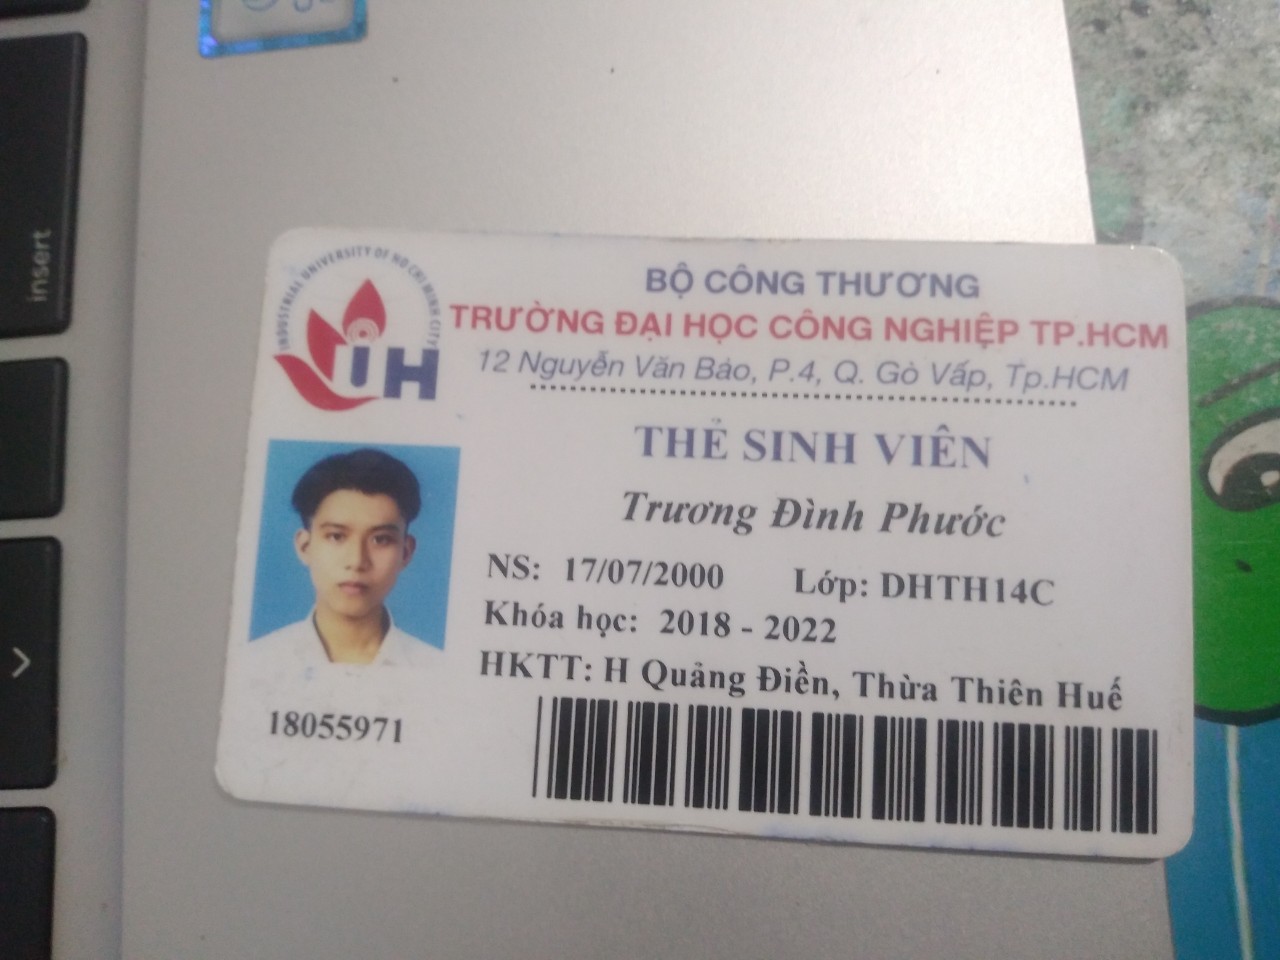 insert
INDUSTRIAL UNIVERSITY OF HO CHI MINH CITY
IUH
BỘ CÔNG THƯƠNG
TRƯỜNG ĐẠI HỌC CÔNG NGHIỆP TP.HCM
12 Nguyễn Văn Bảo, P.4, Q. Gò Vấp, Tp.HCM
THẺ SINH VIÊN
Trương Đình Phước
NS: 17/07/2000 Lớp: DHTH14C
Khóa học: 2018 - 2022
HKTT: H Quảng Điền, Thừa Thiên Huế
18055971